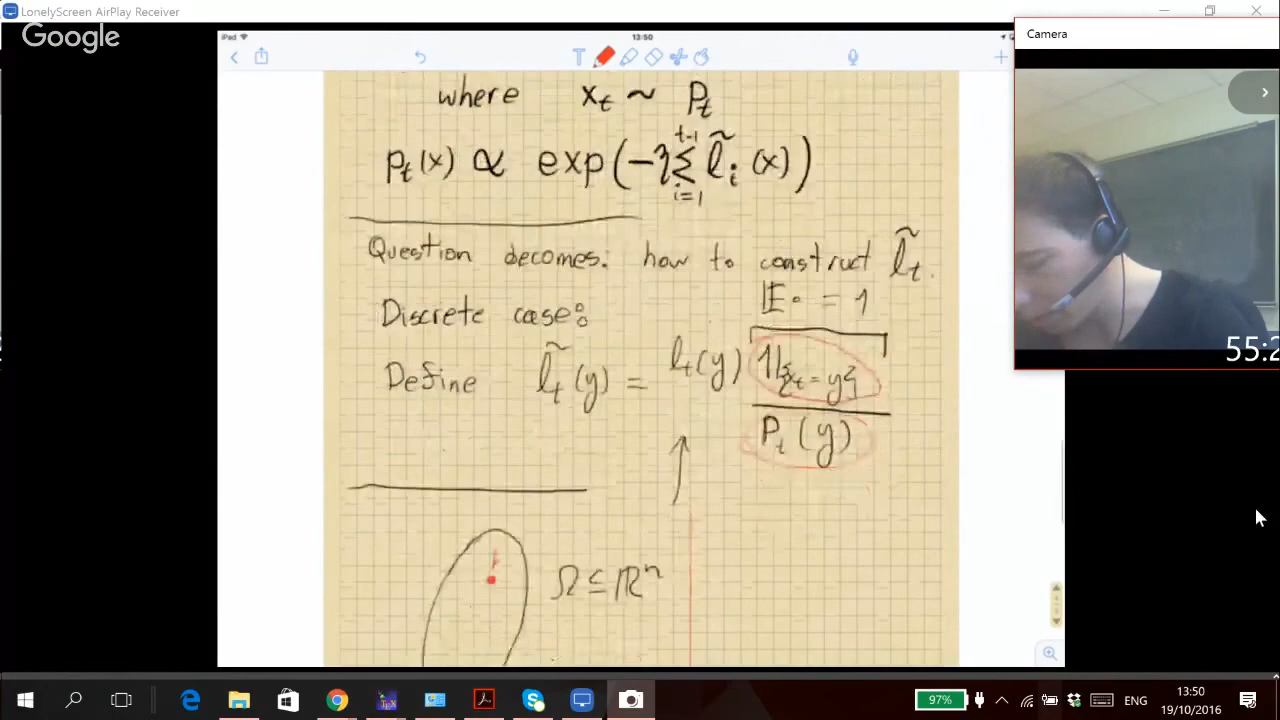 LonelyScreen AirPlay Receiver
Google
iPad
13:50
Camera
where x_t ~ P_t
p_t(x) ∝ exp(-η Σ_{i=1}^{t-1} l̃_i (x))
Question becomes: how to construct l̃_t.
Discrete case:
𝔼· = 1
Define l̃_t(y) = l_t(y) 𝟙{x_t = y} / P_t(y)
55:2
Ω ⊆ ℝⁿ
97%
ENG
13:50
19/10/2016